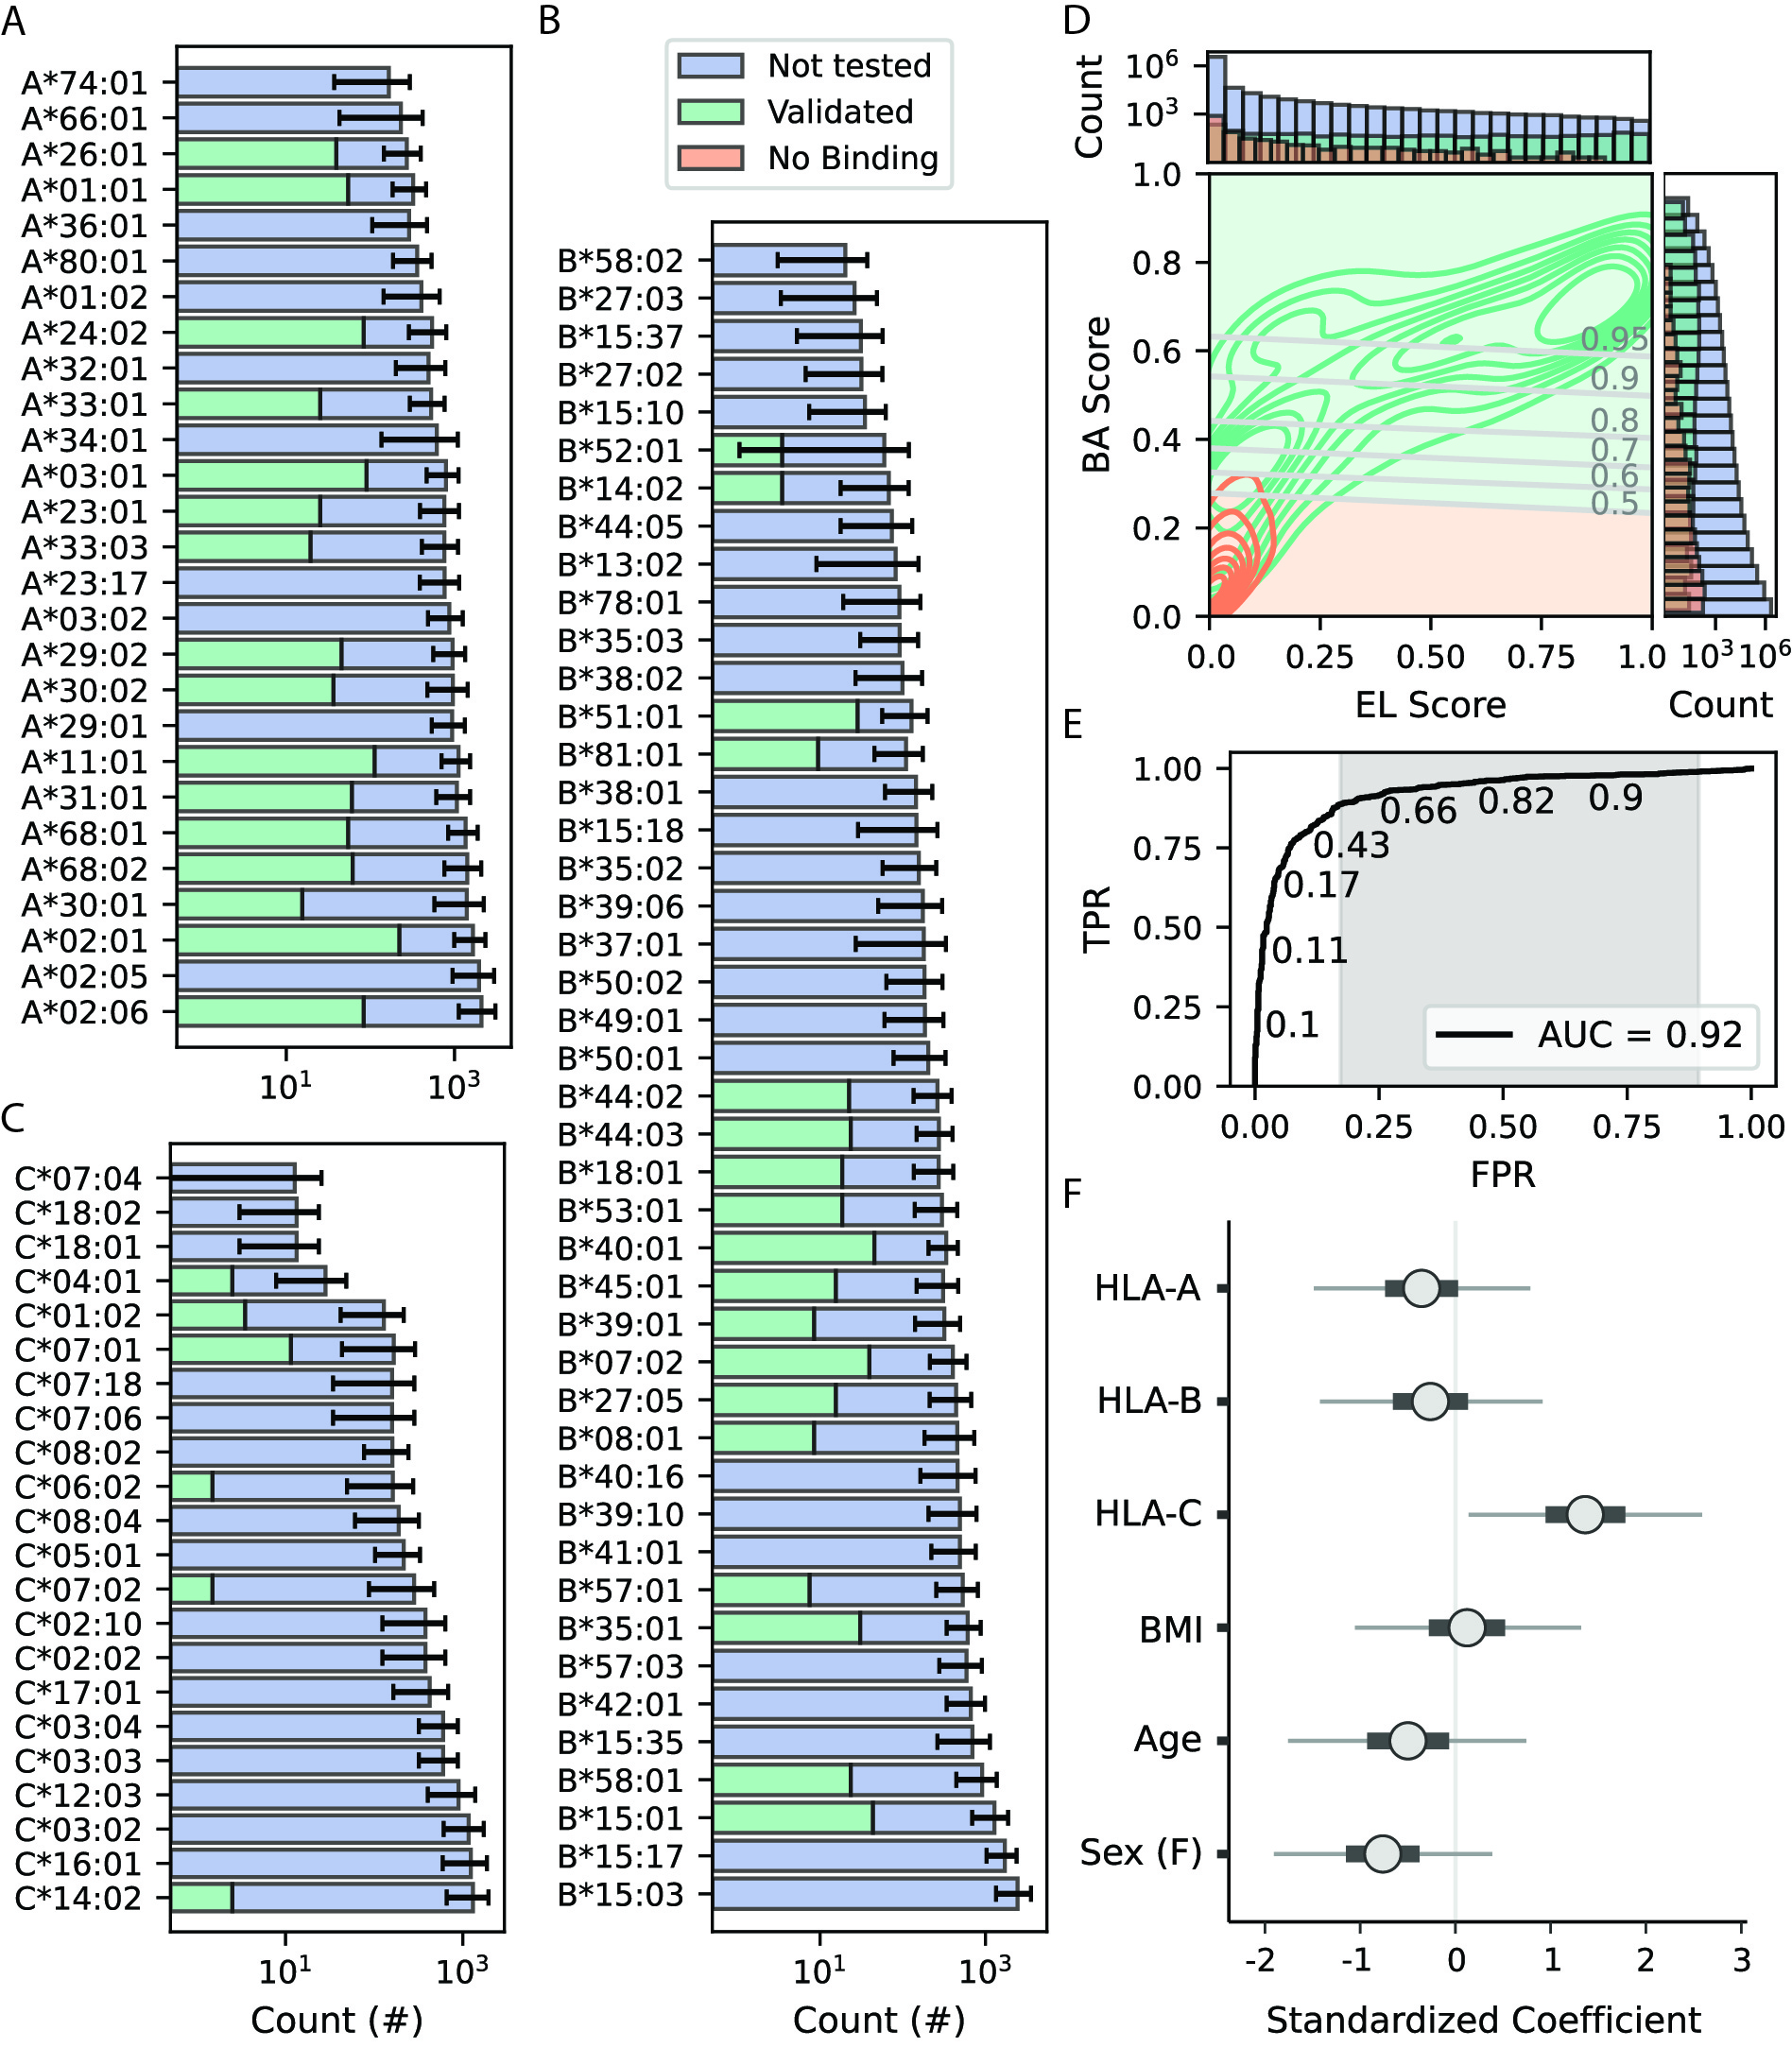 A
A*74:01
A*66:01
A*26:01
A*01:01
A*36:01
A*80:01
A*01:02
A*24:02
A*32:01
A*33:01
A*34:01
A*03:01
A*23:01
A*33:03
A*23:17
A*03:02
A*29:02
A*30:02
A*29:01
A*11:01
A*31:01
A*68:01
A*68:02
A*30:01
A*02:01
A*02:05
A*02:06
10¹ 10³
B
Not tested
Validated
No Binding
B*58:02
B*27:03
B*15:37
B*27:02
B*15:10
B*52:01
B*14:02
B*44:05
B*13:02
B*78:01
B*35:03
B*38:02
B*51:01
B*81:01
B*38:01
B*15:18
B*35:02
B*39:06
B*37:01
B*50:02
B*49:01
B*50:01
B*44:02
B*44:03
B*18:01
B*53:01
B*40:01
B*45:01
B*39:01
B*07:02
B*27:05
B*08:01
B*40:16
B*39:10
B*41:01
B*57:01
B*35:01
B*57:03
B*42:01
B*15:35
B*58:01
B*15:01
B*15:17
B*15:03
10¹ 10³
Count (#)
C
C*07:04
C*18:02
C*18:01
C*04:01
C*01:02
C*07:01
C*07:18
C*07:06
C*08:02
C*06:02
C*08:04
C*05:01
C*07:02
C*02:10
C*02:02
C*17:01
C*03:04
C*03:03
C*12:03
C*03:02
C*16:01
C*14:02
10¹ 10³
Count (#)
D
Count
10⁶
10³
BA Score
1.0
0.8
0.6
0.4
0.2
0.0
0.95
0.9
0.8
0.7
0.6
0.5
0.0 0.25 0.50 0.75 1.0
EL Score
10³ 10⁶
Count
E
TPR
1.00
0.75
0.50
0.25
0.00
0.1
0.11
0.17
0.43
0.66
0.82
0.9
AUC = 0.92
0.00 0.25 0.50 0.75 1.00
FPR
F
HLA-A
HLA-B
HLA-C
BMI
Age
Sex (F)
-2 -1 0 1 2 3
Standardized Coefficient